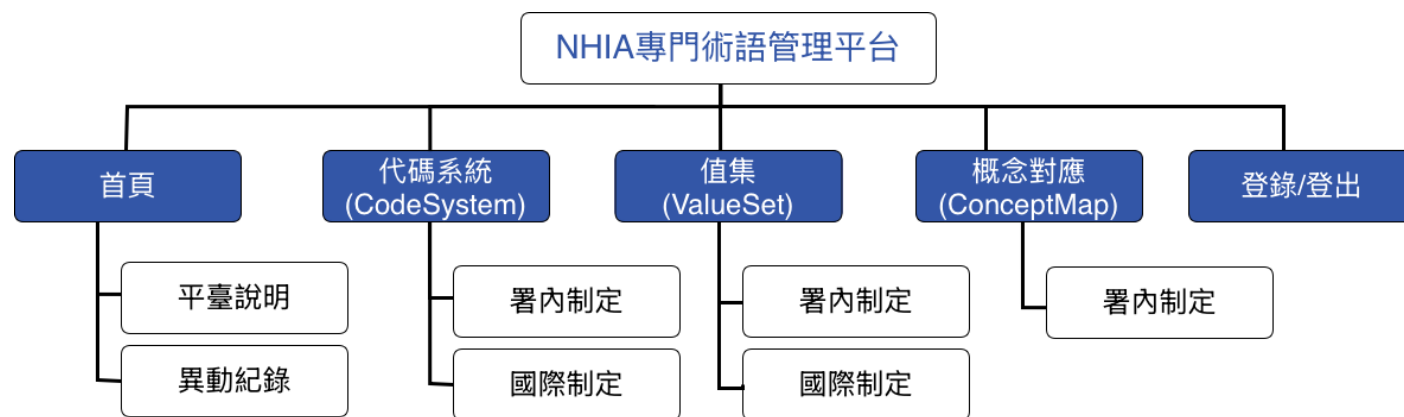 NHIA專門術語管理平台
首頁
代碼系統
(CodeSystem)
值集
(ValueSet)
概念對應
(ConceptMap)
登錄/登出
平臺說明
署內制定
署內制定
署內制定
異動紀錄
國際制定
國際制定